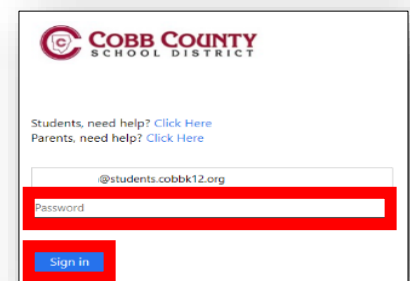 COBB COUNTY
SCHOOL DISTRICT
Students, need help? Click Here
Parents, need help? Click Here
@students.cobbk12.org
Password
Sign in